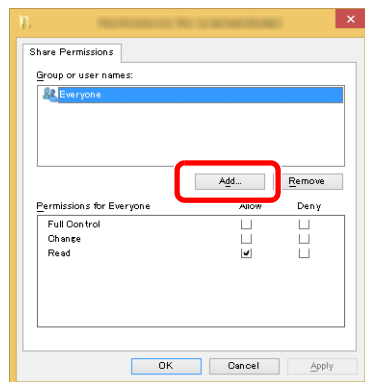 Share Permissions
Group or user names:
Everyone
Add... Remove
Permissions for Everyone Allow Deny
Full Control
Change
Read
OK Cancel Apply